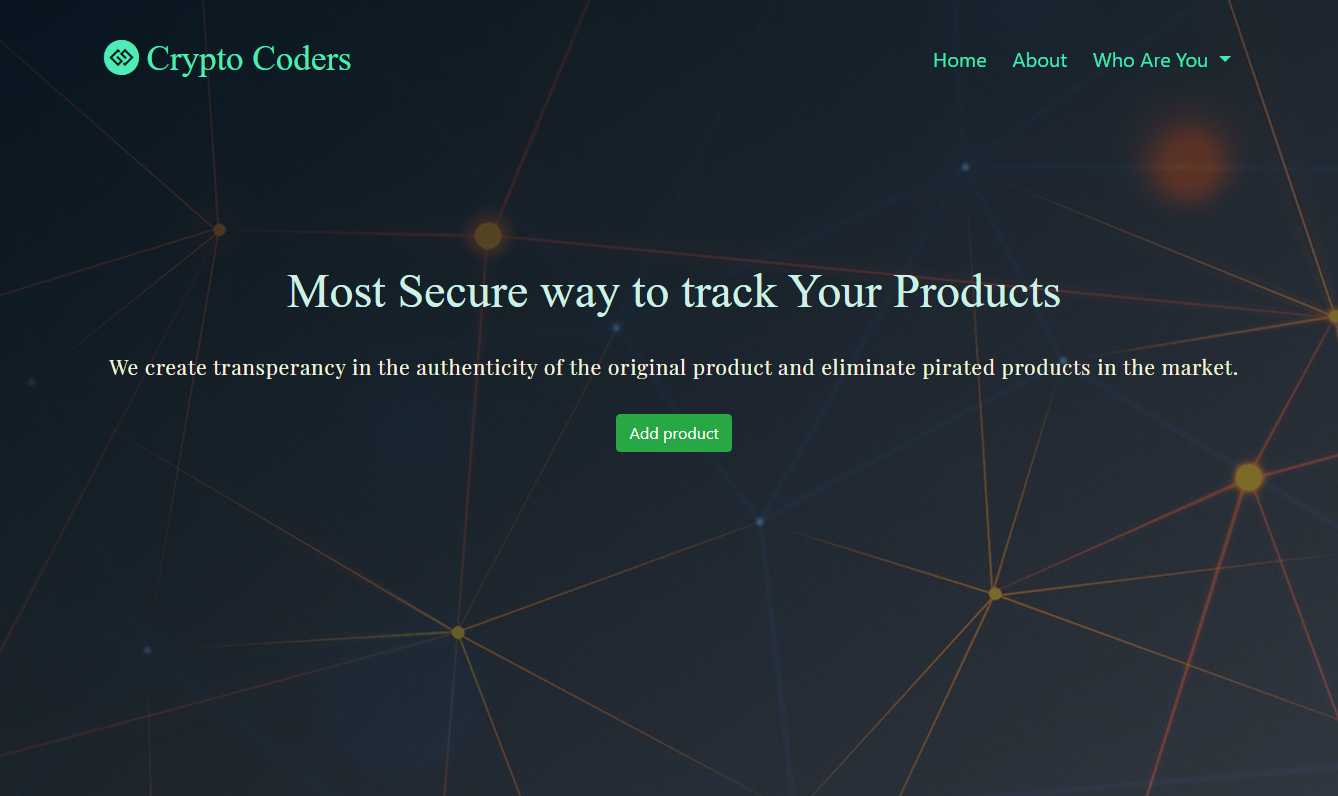 Crypto Coders
Home About Who Are You
Most Secure way to track Your Products
We create transperancy in the authenticity of the original product and eliminate pirated products in the market.
Add product